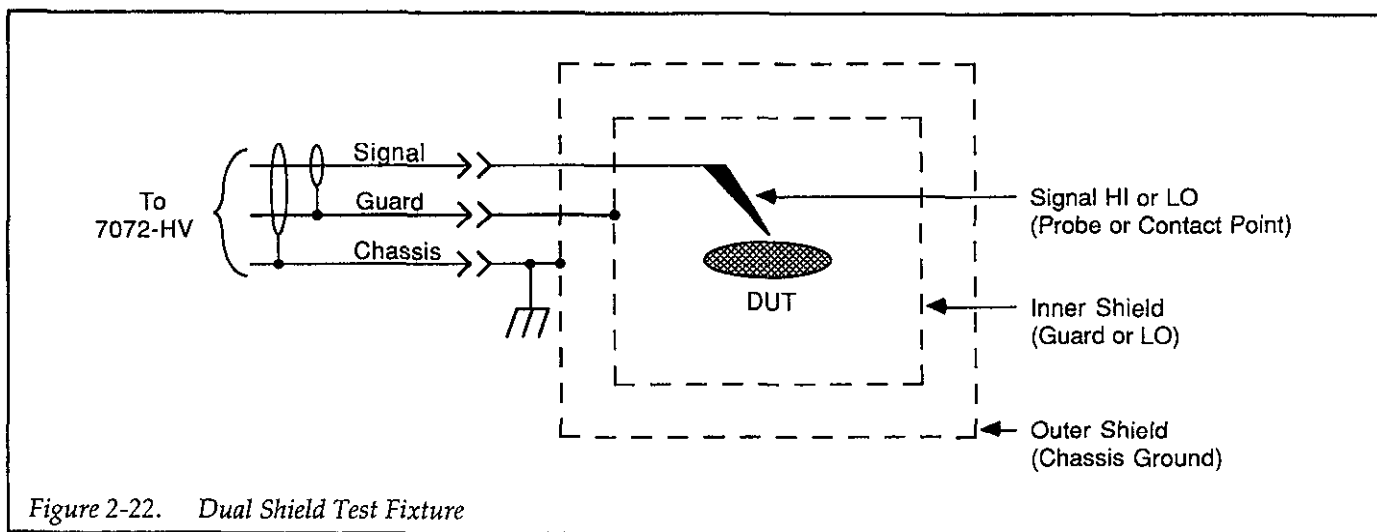 Signal
Guard
Chassis
To
7072-HV
DUT
Signal HI or LO
(Probe or Contact Point)
Inner Shield
(Guard or LO)
Outer Shield
(Chassis Ground)
Figure 2-22. Dual Shield Test Fixture